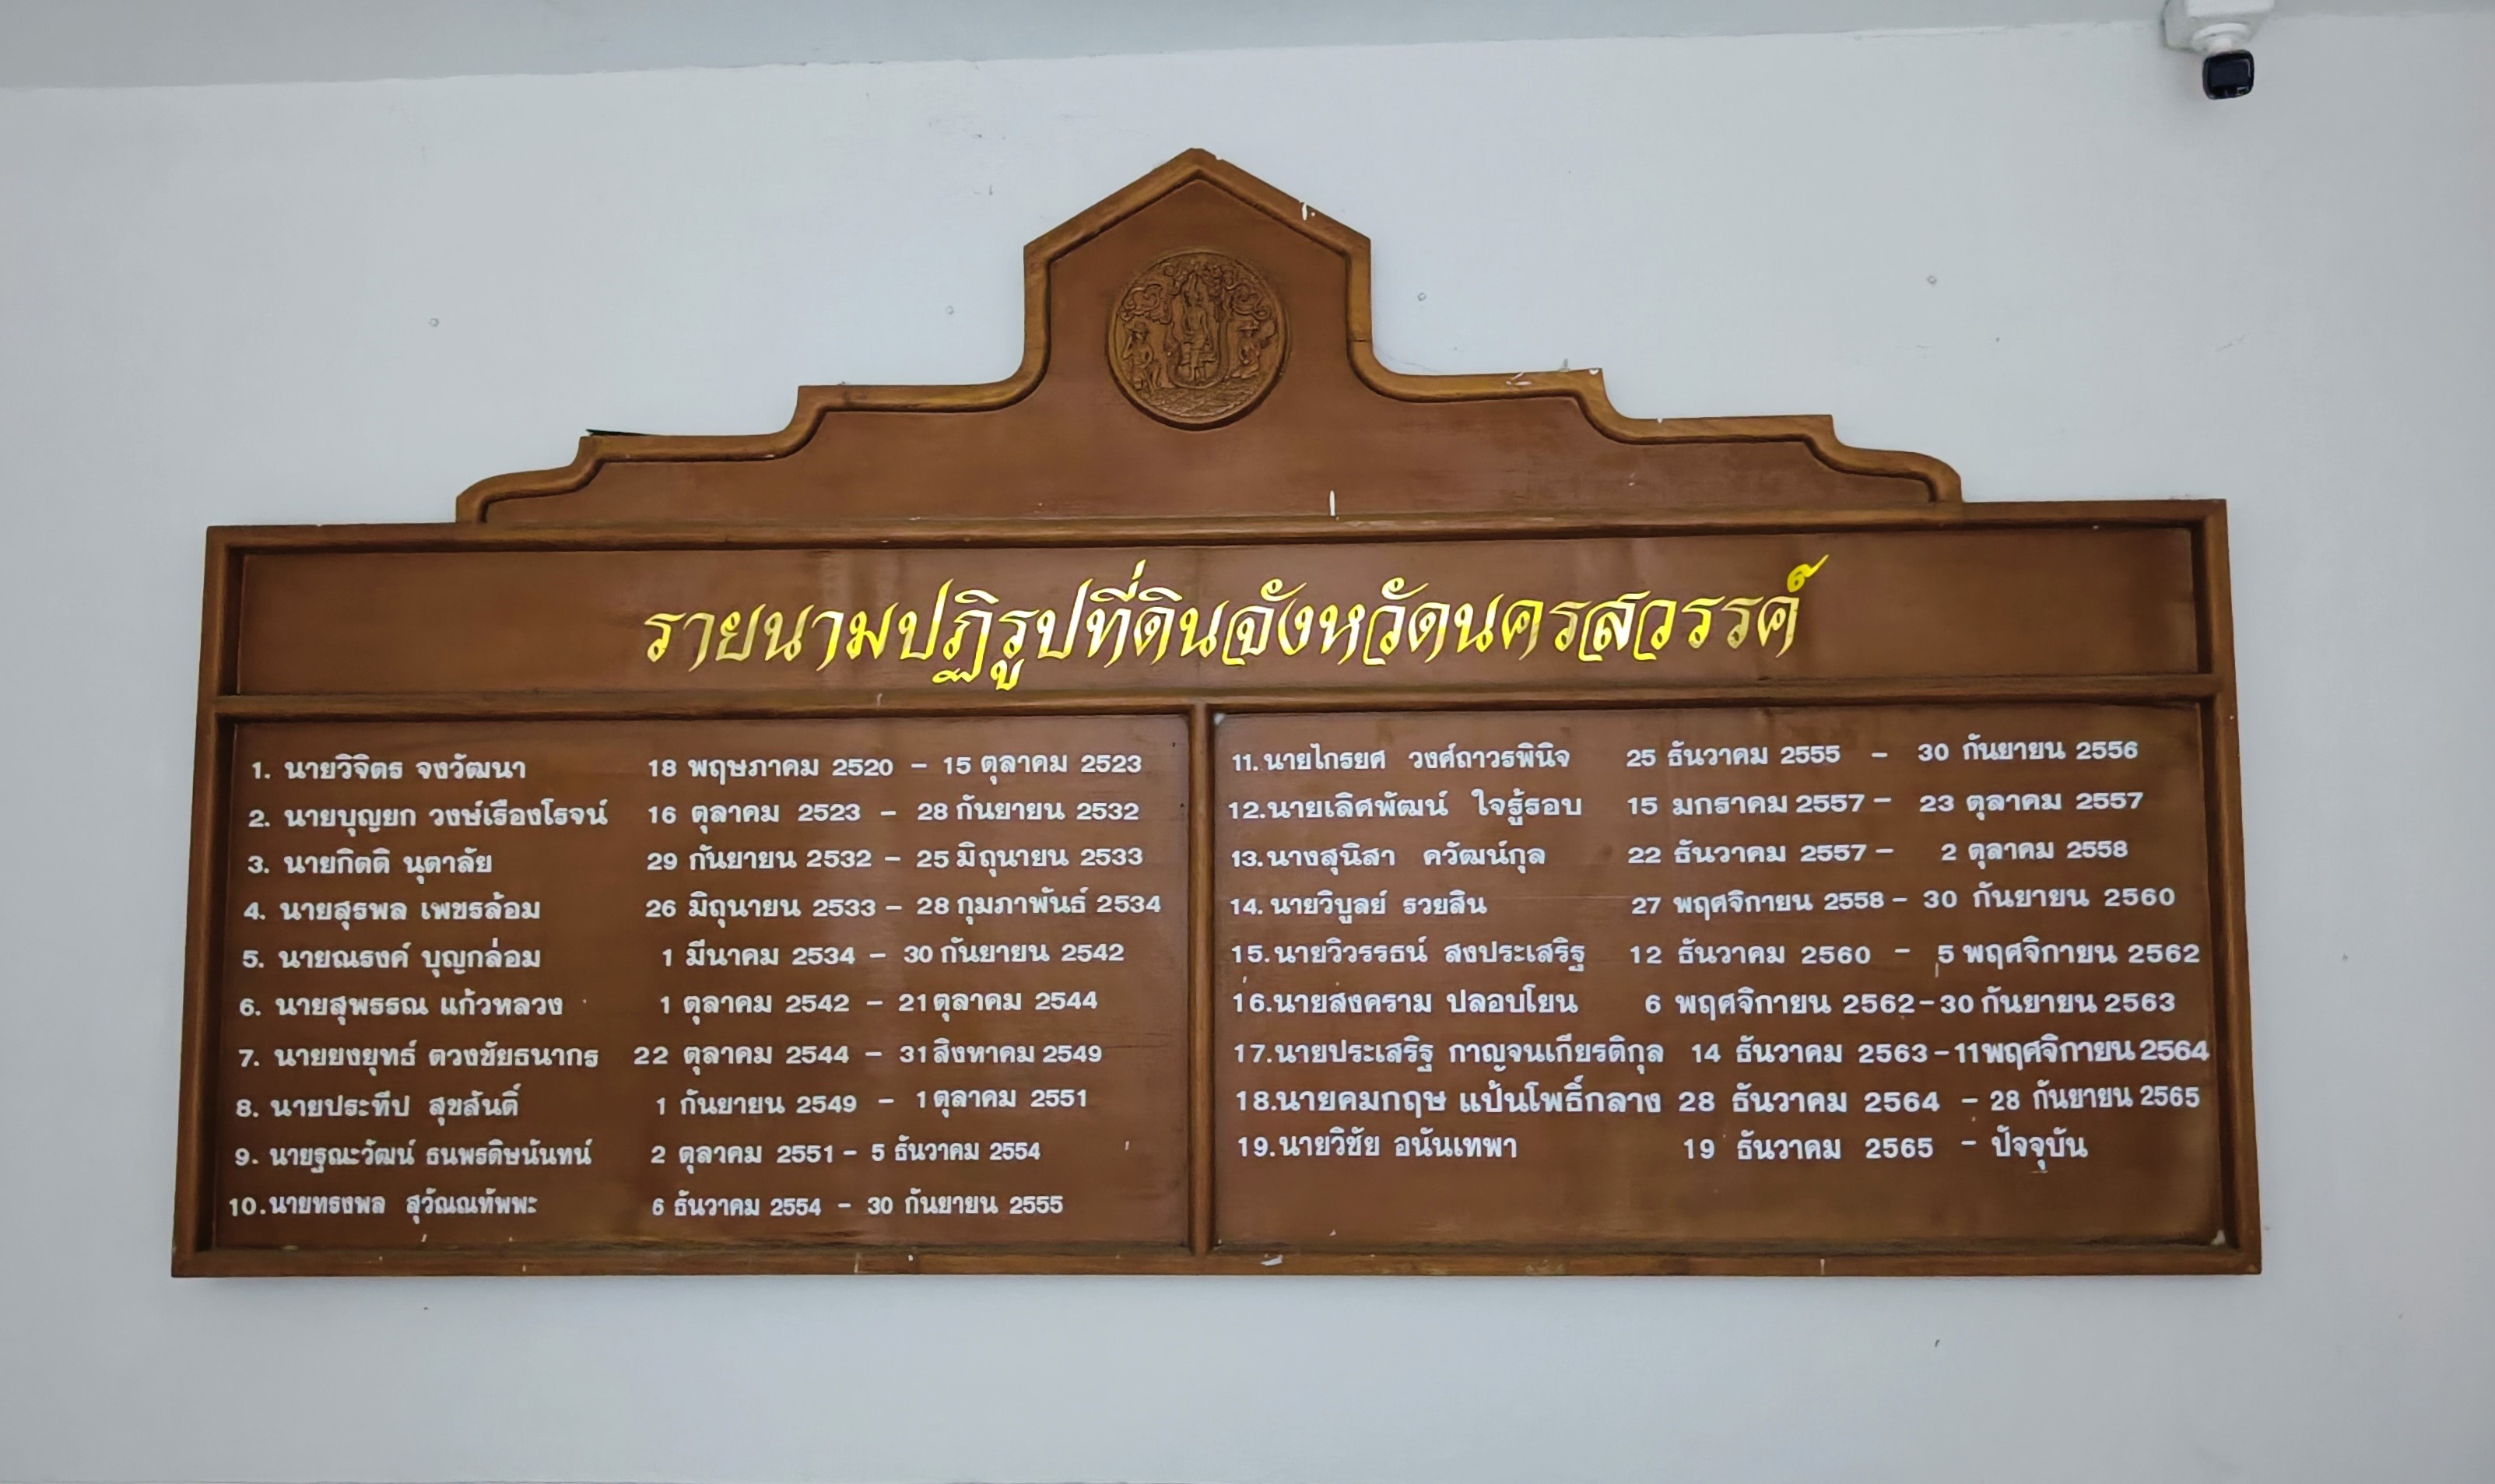 รายนามปฏิรูปที่ดินจังหวัดนครสวรรค์
1. นายวิจิตร จงวัฒนา 18 พฤษภาคม 2520 - 15 ตุลาคม 2523
2. นายบุญยก วงษ์เรืองโรจน์ 16 ตุลาคม 2523 - 28 กันยายน 2532
3. นายกิตติ นุตาลัย 29 กันยายน 2532 - 25 มิถุนายน 2533
4. นายสุรพล เพชรล้อม 26 มิถุนายน 2533 - 28 กุมภาพันธ์ 2534
5. นายณรงค์ บุญกล่อม 1 มีนาคม 2534 - 30 กันยายน 2542
6. นายสุพรรณ แก้วหลวง 1 ตุลาคม 2542 - 21 ตุลาคม 2544
7. นายยงยุทธ์ ดวงชัยธนากร 22 ตุลาคม 2544 - 31 สิงหาคม 2549
8. นายประทีป สุขสันติ์ 1 กันยายน 2549 - 1 ตุลาคม 2551
9. นายฐณะวัฒน์ ธนพรดิษนันทน์ 2 ตุลาคม 2551 - 5 ธันวาคม 2554
10. นายทรงพล สุวัณณทัพพะ 6 ธันวาคม 2554 - 30 กันยายน 2555
11. นายไกรยศ วงศ์ถาวรพินิจ 25 ธันวาคม 2555 - 30 กันยายน 2556
12. นายเลิศพัฒน์ ใจรู้รอบ 15 มกราคม 2557 - 23 ตุลาคม 2557
13. นางสุนิสา ควัฒน์กุล 22 ธันวาคม 2557 - 2 ตุลาคม 2558
14. นายวิบูลย์ รวยสิน 27 พฤศจิกายน 2558 - 30 กันยายน 2560
15. นายวิวรรธน์ สงประเสริฐ 12 ธันวาคม 2560 - 5 พฤศจิกายน 2562
16. นายสงคราม ปลอบโยน 6 พฤศจิกายน 2562 - 30 กันยายน 2563
17. นายประเสริฐ กาญจนเกียรติกุล 14 ธันวาคม 2563 - 11 พฤศจิกายน 2564
18. นายคมกฤษ แป้นโพธิ์กลาง 28 ธันวาคม 2564 - 28 กันยายน 2565
19. นายวิชัย อนันเทพา 19 ธันวาคม 2565 - ปัจจุบัน